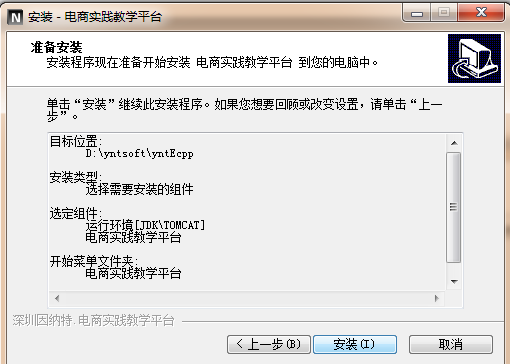 安装 - 电商实践教学平台
准备安装
安装程序现在准备开始安装 电商实践教学平台 到您的电脑中。
单击“安装”继续此安装程序。如果您想要回顾或改变设置，请单击“上一
步”。
目标位置:
D:\yntsoft\yntEcpp
安装类型:
选择需要安装的组件
选定组件:
运行环境[JDK\TOMCAT]
电商实践教学平台
开始菜单文件夹:
电商实践教学平台
深圳因纳特.电商实践教学平台
< 上一步(B)
安装(I)
取消